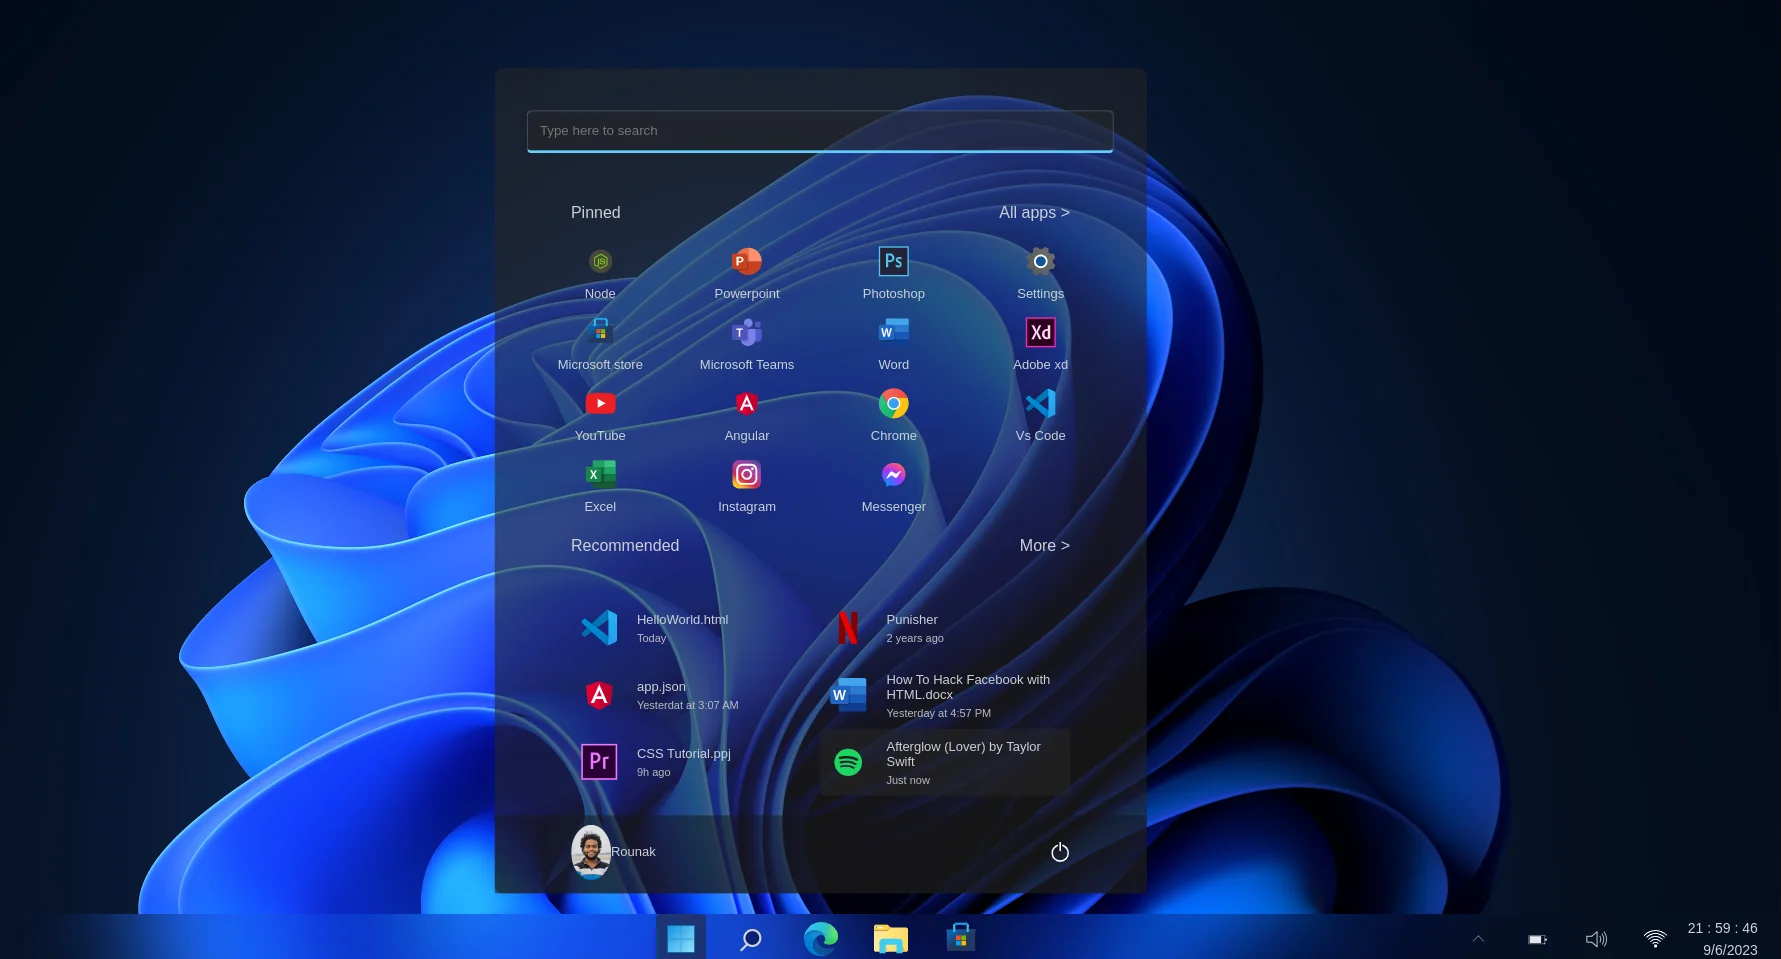 Type here to search
Pinned
All apps >
Node
Powerpoint
Photoshop
Settings
Microsoft store
Microsoft Teams
Word
Adobe xd
YouTube
Angular
Chrome
Vs Code
Excel
Instagram
Messenger
Recommended
More >
HelloWorld.html
Today
Punisher
2 years ago
app.json
Yesterdat at 3:07 AM
How To Hack Facebook with
HTML.docx
Yesterday at 4:57 PM
CSS Tutorial.ppj
9h ago
Afterglow (Lover) by Taylor
Swift
Just now
Rounak
21 : 59 : 46
9/6/2023